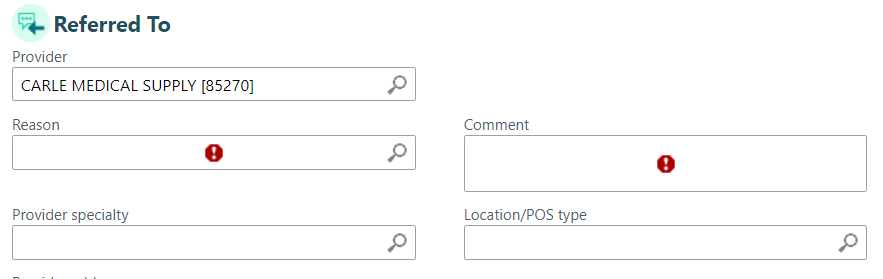 Referred To
Provider
CARLE MEDICAL SUPPLY [85270]
Reason
Comment
Provider specialty
Location/POS type